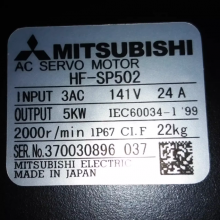 MITSUBISHI
AC SERVO MOTOR
HF-SP502
INPUT 3AC 141V 24A
OUTPUT 5KW IEC60034-1 '99
2000r/min IP67 CI.F 22kg
SER.No.370030896 037
MITSUBISHI ELECTRIC
MADE IN JAPAN